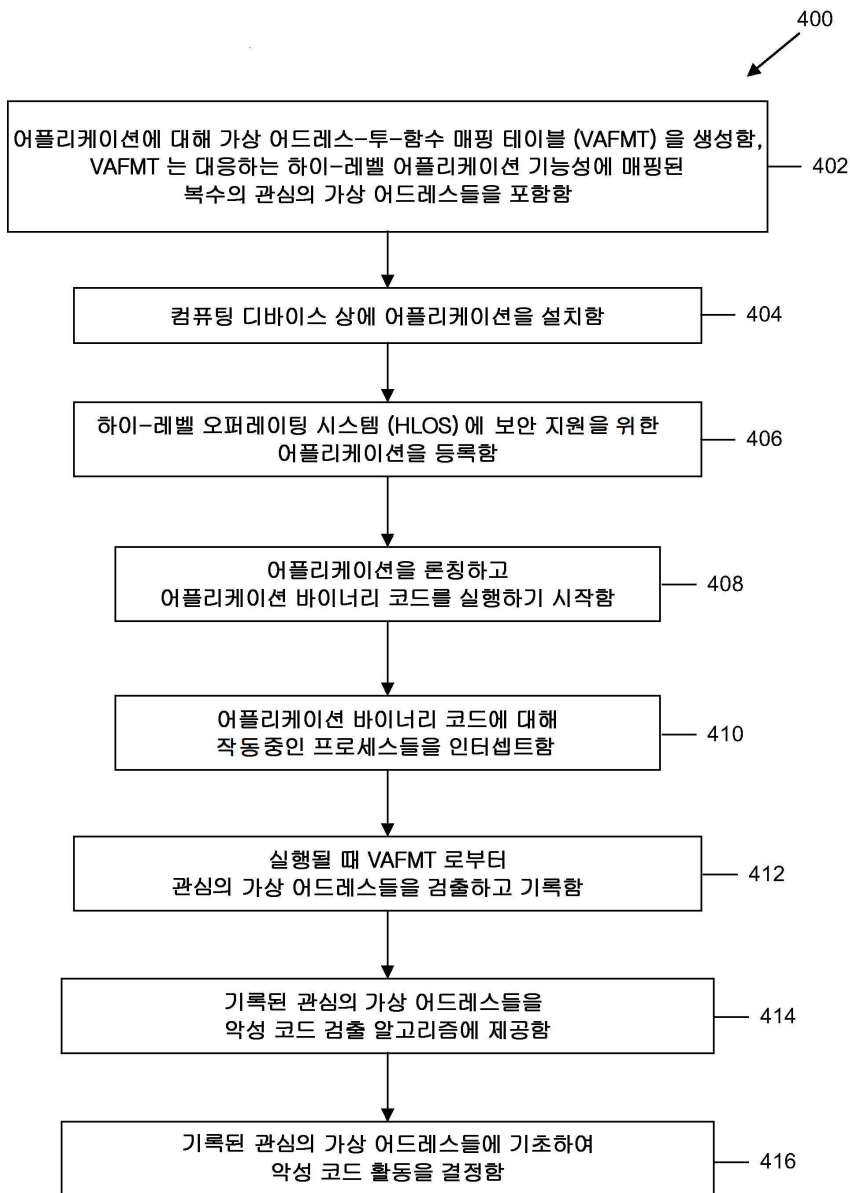 400
어플리케이션에 대해 가상 어드레스-투-함수 매핑 테이블 (VAFMT) 을 생성함,
VAFMT 는 대응하는 하이-레벨 어플리케이션 기능성에 매핑된
복수의 관심의 가상 어드레스들을 포함함
402
컴퓨팅 디바이스 상에 어플리케이션을 설치함
404
하이-레벨 오퍼레이팅 시스템 (HLOS) 에 보안 지원을 위한
어플리케이션을 등록함
406
어플리케이션을 론칭하고
어플리케이션 바이너리 코드를 실행하기 시작함
408
어플리케이션 바이너리 코드에 대해
작동중인 프로세스들을 인터셉트함
410
실행될 때 VAFMT 로부터
관심의 가상 어드레스들을 검출하고 기록함
412
기록된 관심의 가상 어드레스들을
악성 코드 검출 알고리즘에 제공함
414
기록된 관심의 가상 어드레스들에 기초하여
악성 코드 활동을 결정함
416